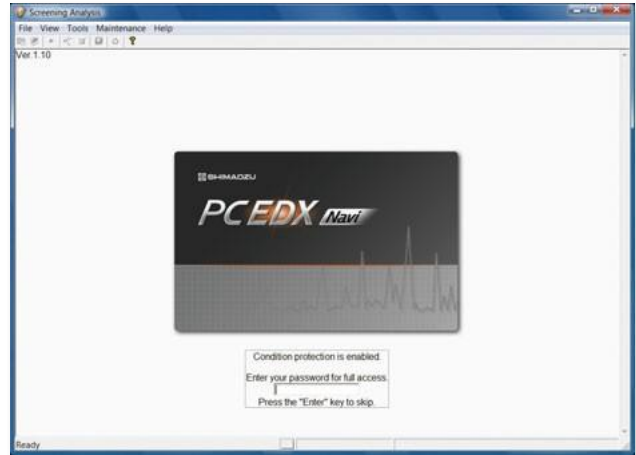 Screening Analysis
File View Tools Maintenance Help
Ver.1.10
SHIMADZU
PCEDX Navi
Condition protection is enabled.
Enter your password for full access.
Press the "Enter" key to skip.
Ready